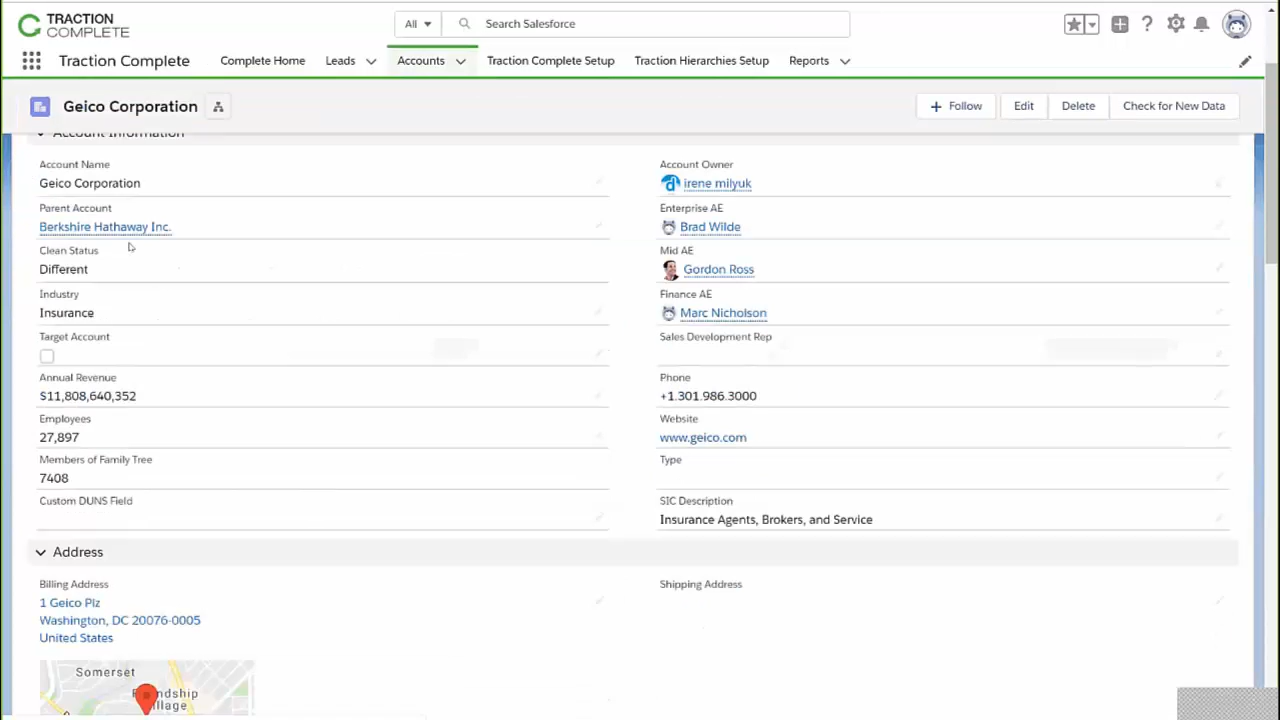 TRACTION
COMPLETE
All
Search Salesforce
Traction Complete
Complete Home
Leads
Accounts
Traction Complete Setup
Traction Hierarchies Setup
Reports
Geico Corporation
Follow
Edit
Delete
Check for New Data
Account Information
Account Name
Geico Corporation
Account Owner
irene milyuk
Parent Account
Berkshire Hathaway Inc.
Enterprise AE
Brad Wilde
Clean Status
Different
Mid AE
Gordon Ross
Industry
Insurance
Finance AE
Marc Nicholson
Target Account
Sales Development Rep
Annual Revenue
$11,808,640,352
Phone
+1.301.986.3000
Employees
27,897
Website
www.geico.com
Members of Family Tree
7408
Type
Custom DUNS Field
SIC Description
Insurance Agents, Brokers, and Service
Address
Billing Address
1 Geico Plz
Washington, DC 20076-0005
United States
Shipping Address
Somerset